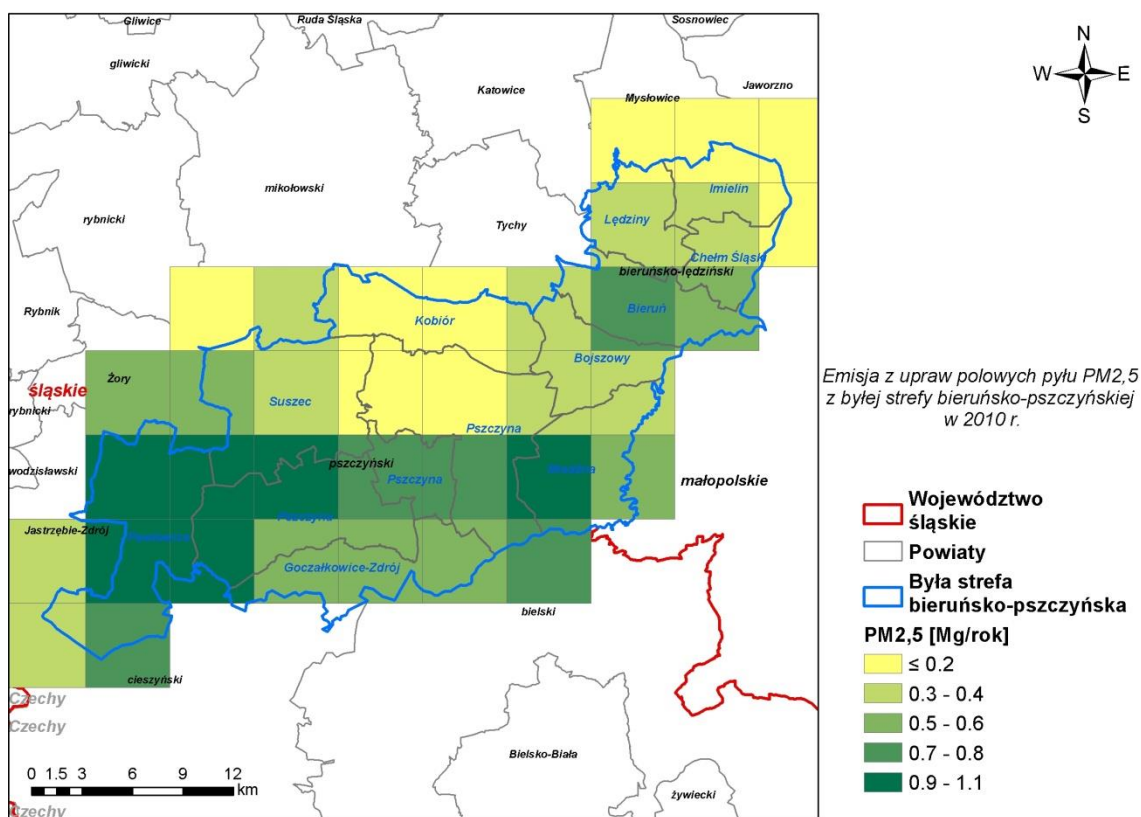 Gliwice
Ruda Śląska
Sosnowiec
gliwicki
Katowice
Mysłowice
Jaworzno
N
W
E
S
mikołowski
Imielin
rybnicki
Tychy
Lędziny
Chełm Śląski
bieruńsko-lędziński
Rybnik
Kobiór
Bieruń
Bojszowy
Żory
śląskie
Suszec
rybnicki
Pszczyna
wodzisławski
pszczyński
Pszczyna
Miedźna
małopolskie
Jastrzębie-Zdrój
Pawłowice
Pszczyna
Goczałkowice-Zdrój
bielski
cieszyński
Czechy
Czechy
Bielsko-Biała
żywiecki
Czechy
0 1.5 3 6 9 12
km
Emisja z upraw polowych pyłu PM2,5
z byłej strefy bieruńsko-pszczyńskiej
w 2010 r.
Województwo
śląskie
Powiaty
Była strefa
bieruńsko-pszczyńska
PM2,5 [Mg/rok]
≤ 0.2
0.3 - 0.4
0.5 - 0.6
0.7 - 0.8
0.9 - 1.1